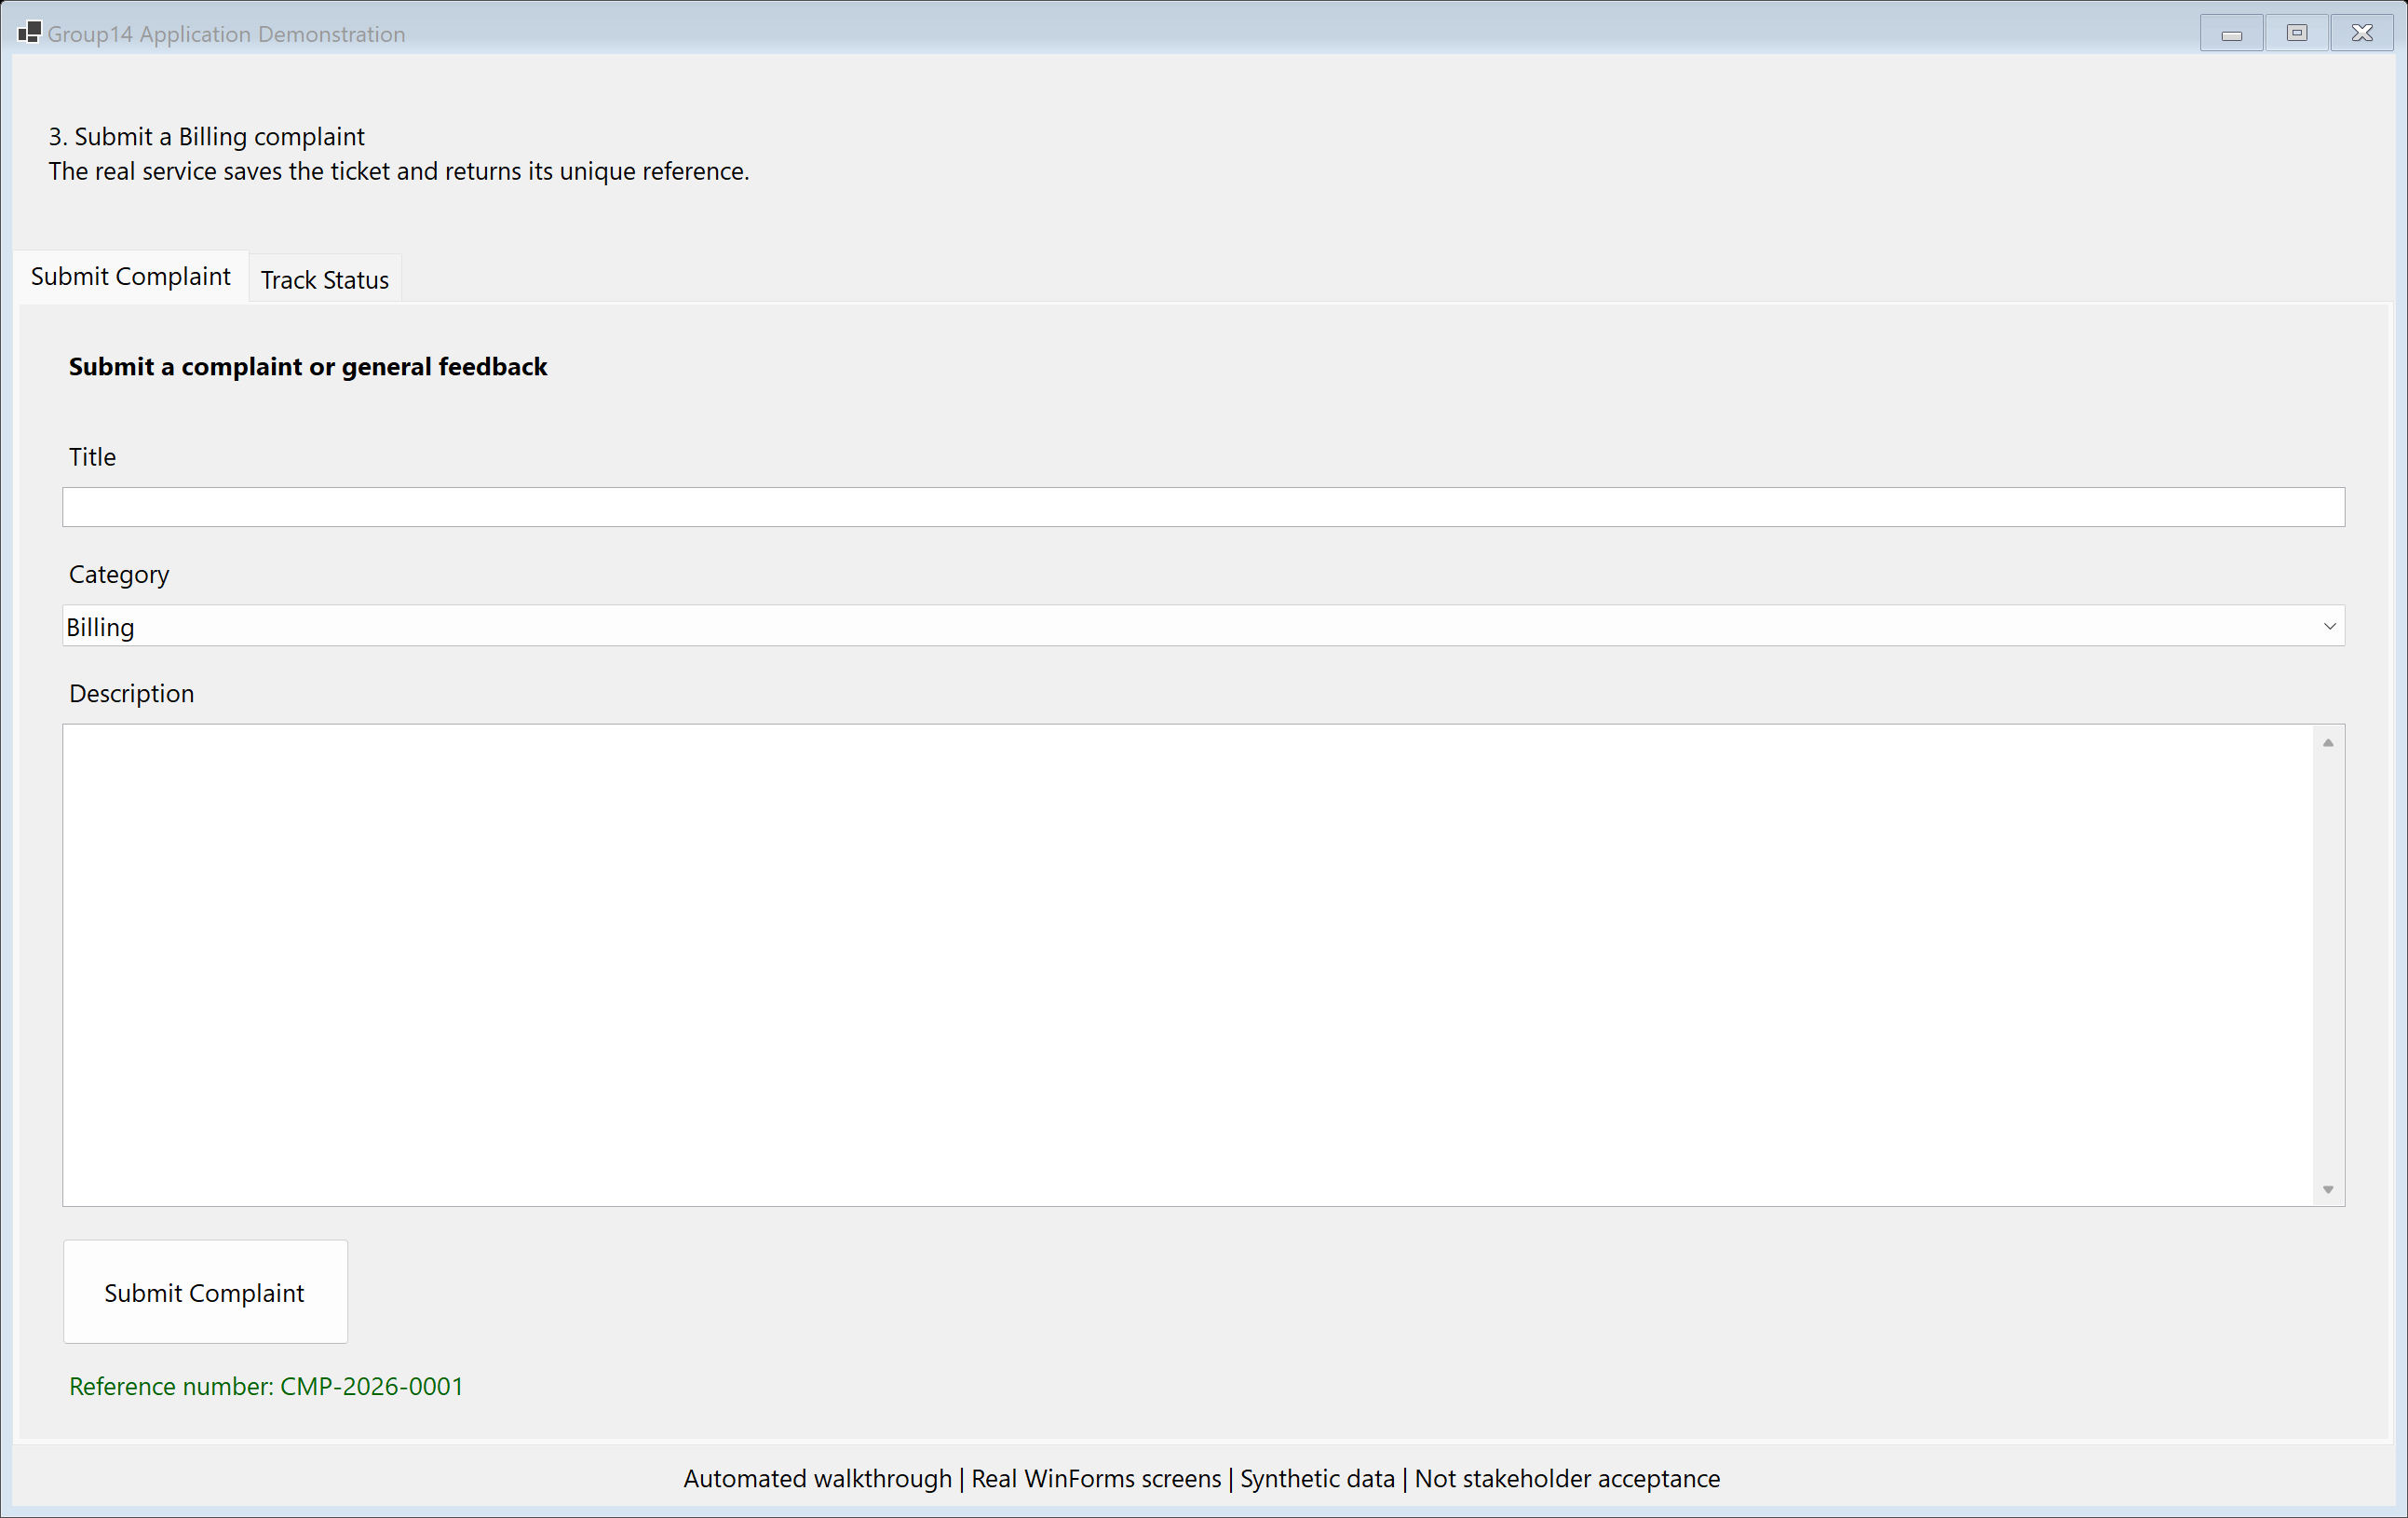 Group14 Application Demonstration
3. Submit a Billing complaint
The real service saves the ticket and returns its unique reference.
Submit Complaint
Track Status
Submit a complaint or general feedback
Title
Category
Billing
Description
Submit Complaint
Reference number: CMP-2026-0001
Automated walkthrough | Real WinForms screens | Synthetic data | Not stakeholder acceptance